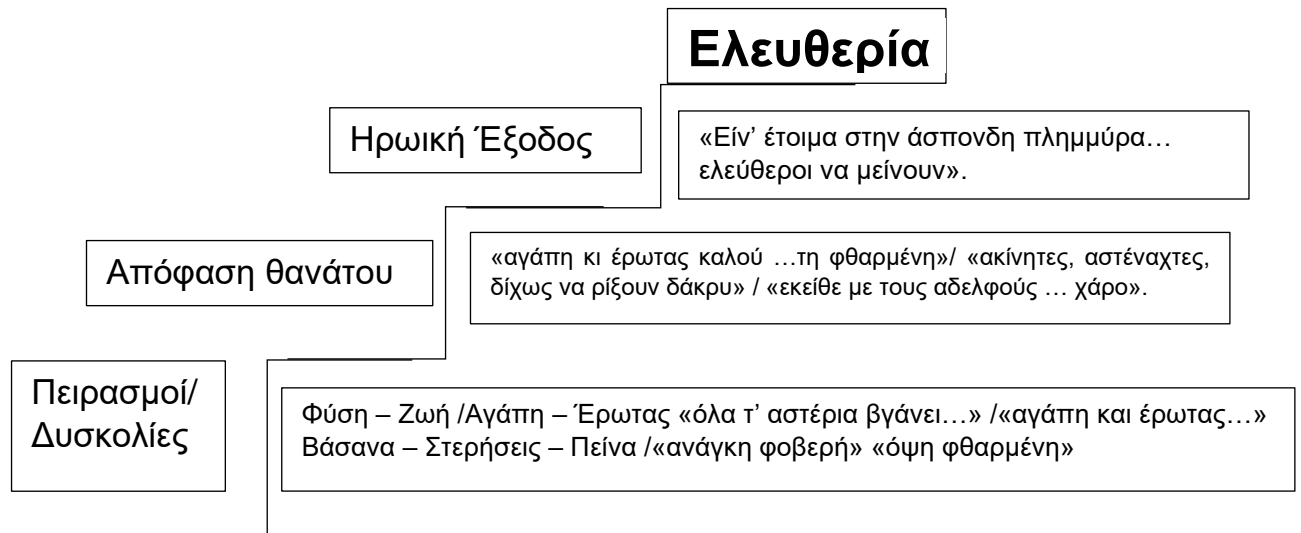 Ελευθερία
Ηρωική Έξοδος
«Είν’ έτοιμα στην άσπονδη πλημμύρα…
ελεύθεροι να μείνουν».
Απόφαση θανάτου
«αγάπη κι έρωτας καλού …τη φθαρμένη»/ «ακίνητες, αστέναχτες,
δίχως να ρίξουν δάκρυ» / «εκείθε με τους αδελφούς … χάρο».
Πειρασμοί/
Δυσκολίες
Φύση – Ζωή /Αγάπη – Έρωτας «όλα τ’ αστέρια βγάνει…» /«αγάπη και έρωτας…»
Βάσανα – Στερήσεις – Πείνα /«ανάγκη φοβερή» «όψη φθαρμένη»